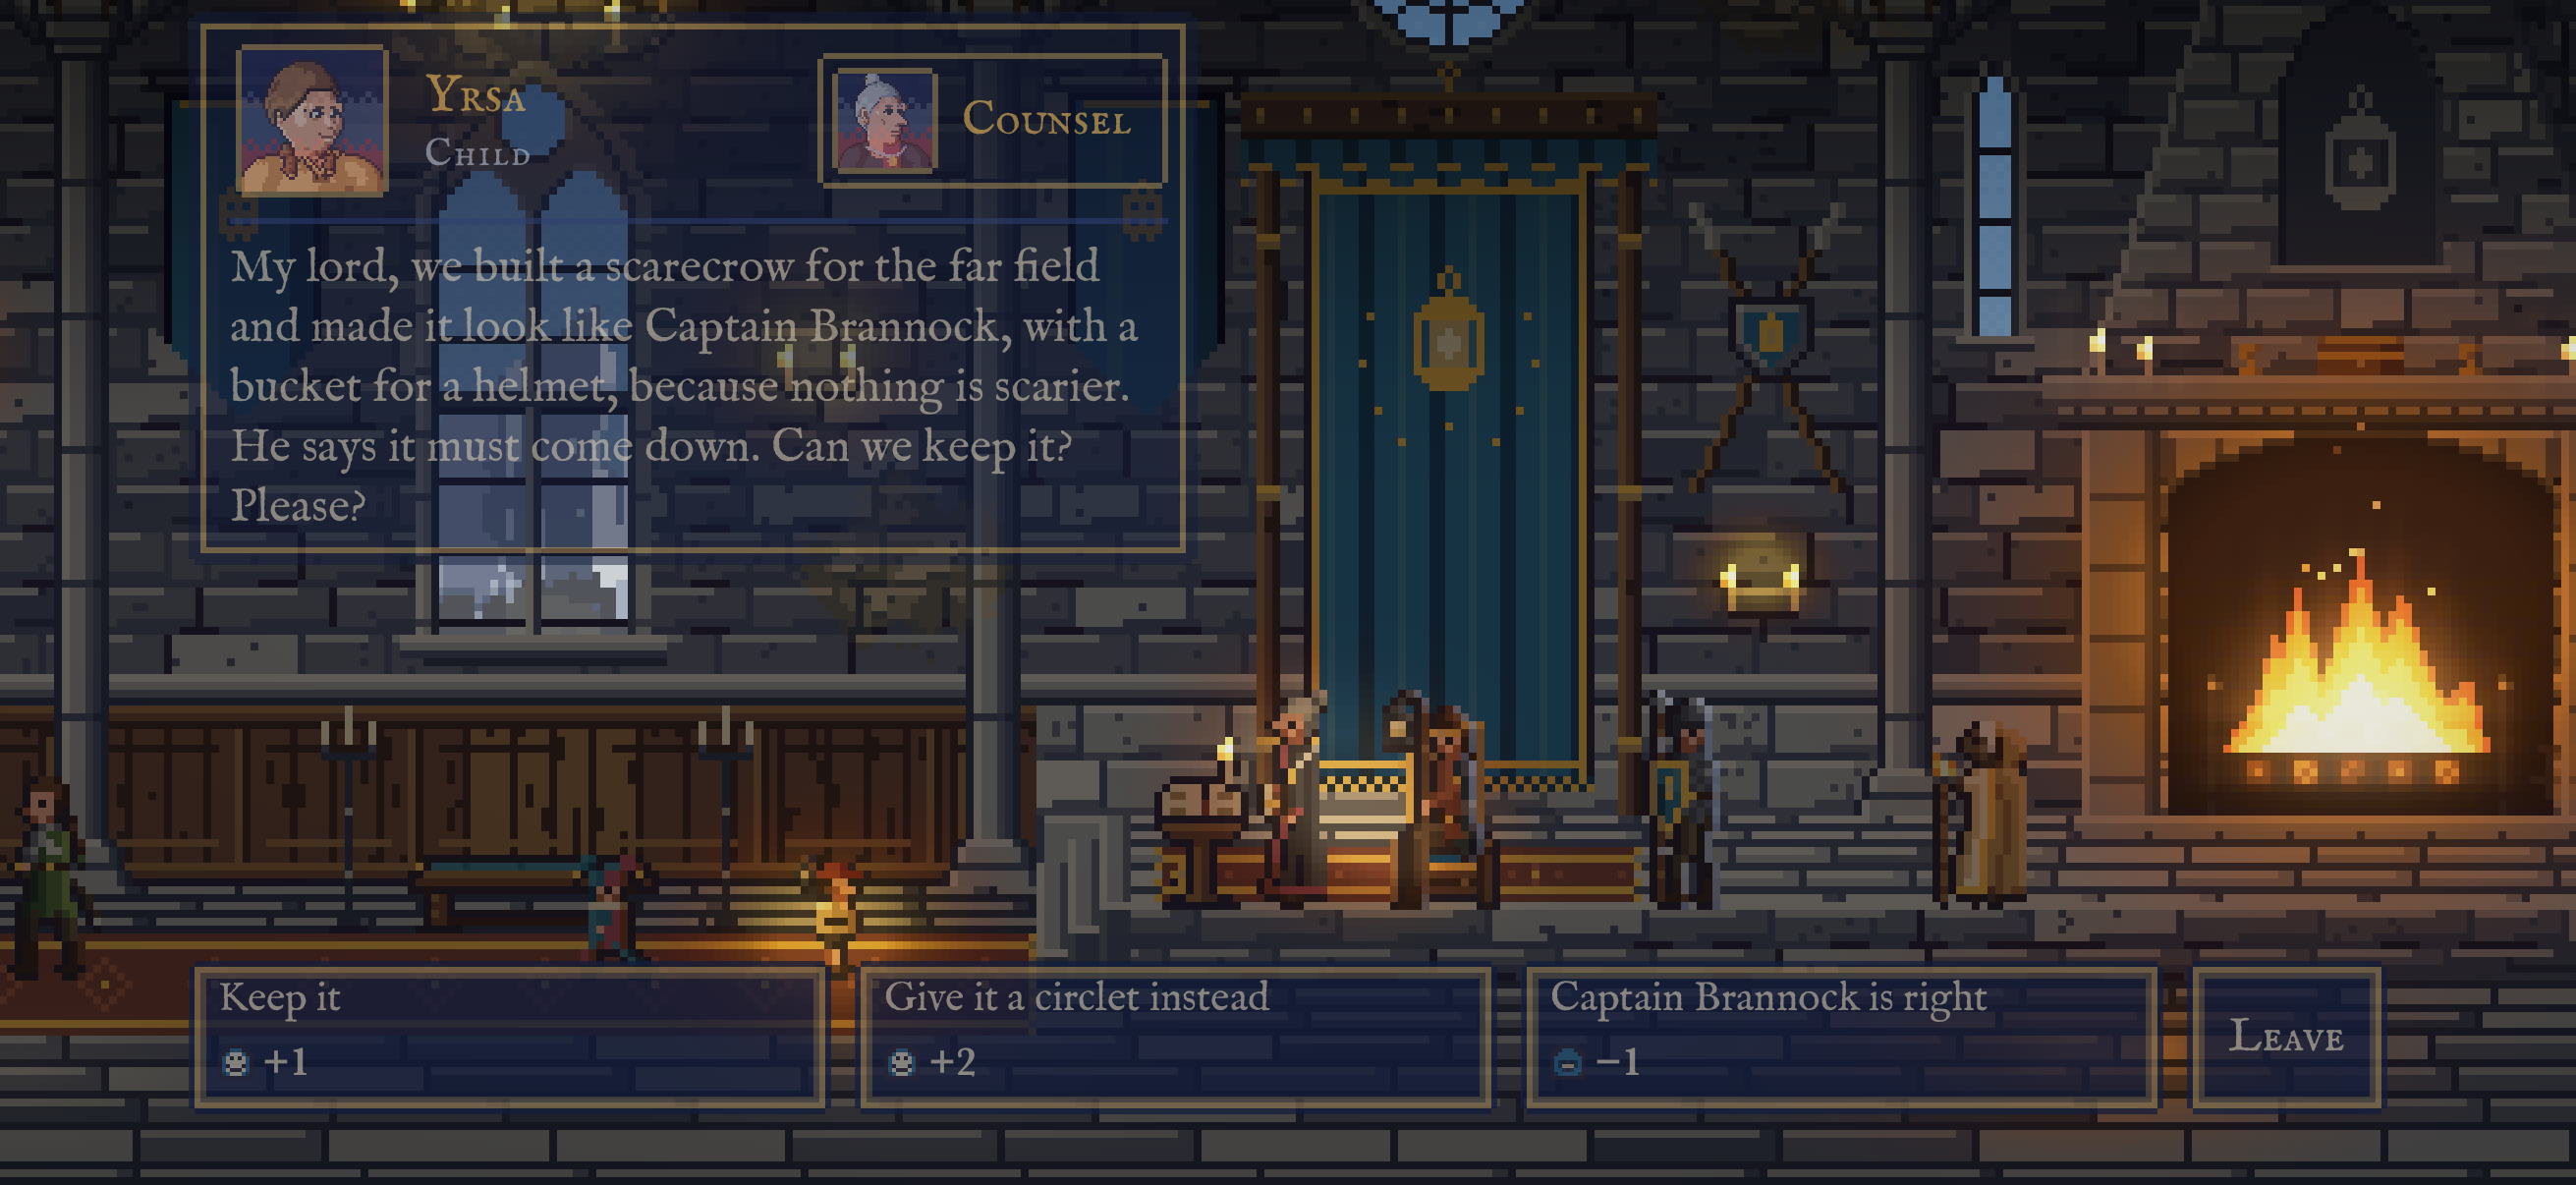 Yrsa
Child
Counsel
My lord, we built a scarecrow for the far field
and made it look like Captain Brannock, with a
bucket for a helmet, because nothing is scarier.
He says it must come down. Can we keep it?
Please?
Keep it
+1
Give it a circlet instead
+2
Captain Brannock is right
−1
Leave